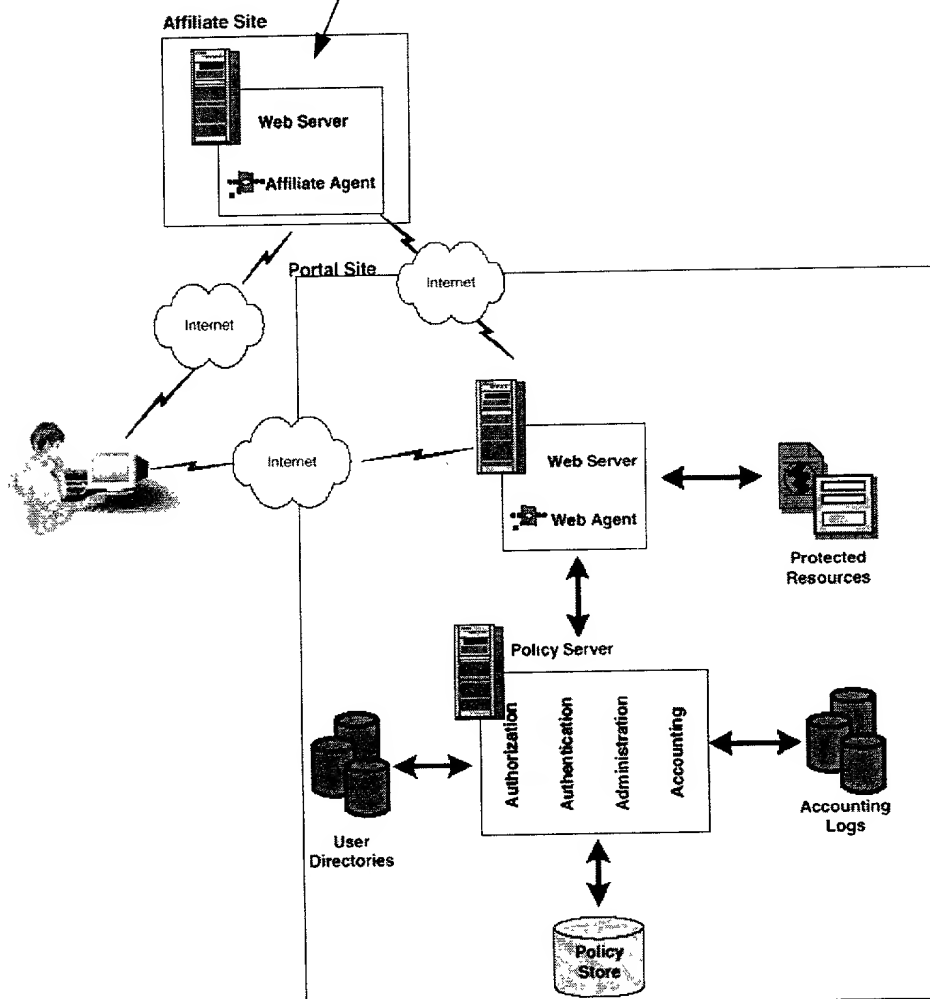 Affiliate Site
Web Server
Affiliate Agent
Portal Site
Internet
Internet
Internet
Web Server
Web Agent
Protected
Resources
Policy Server
Authorization
Authentication
Administration
Accounting
User
Directories
Accounting
Logs
Policy
Store